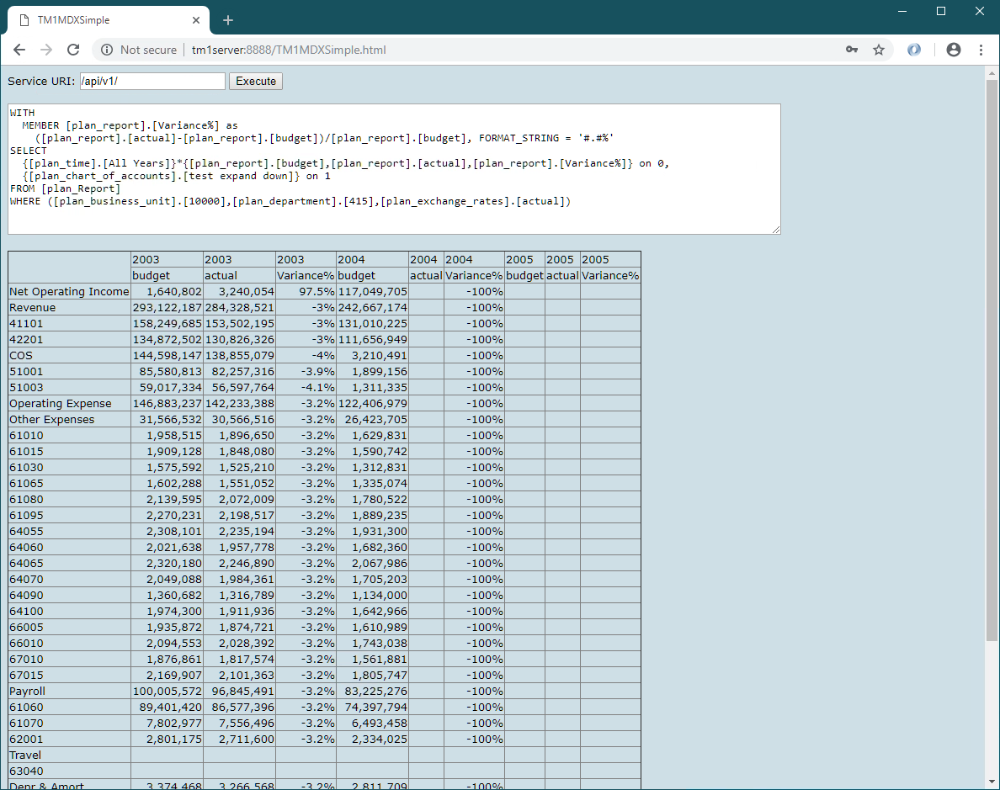 TM1MDXSimple
Not secure tm1server:8888/TM1MDXSimple.html
Service URI: /api/v1/ Execute
WITH
MEMBER [plan_report].[Variance%] as
([plan_report].[actual]-[plan_report].[budget])/[plan_report].[budget], FORMAT_STRING = '#.#%'
SELECT
{[plan_time].[All Years]}*{[plan_report].[budget],[plan_report].[actual],[plan_report].[Variance%]} on 0,
{[plan_chart_of_accounts].[test expand down]} on 1
FROM [plan_Report]
WHERE ([plan_business_unit].[10000],[plan_department].[415],[plan_exchange_rates].[actual])
2003 2003 2003 2004 2004 2004 2005 2005 2005
budget actual Variance% budget actual Variance% budget actual Variance%
Net Operating Income 1,640,802 3,240,054 97.5% 117,049,705 -100%
Revenue 293,122,187 284,328,521 -3% 242,667,174 -100%
41101 158,249,685 153,502,195 -3% 131,010,225 -100%
42201 134,872,502 130,826,326 -3% 111,656,949 -100%
COS 144,598,147 138,855,079 -4% 3,210,491 -100%
51001 85,580,813 82,257,316 -3.9% 1,899,156 -100%
51003 59,017,334 56,597,764 -4.1% 1,311,335 -100%
Operating Expense 146,883,237 142,233,388 -3.2% 122,406,979 -100%
Other Expenses 31,566,532 30,566,516 -3.2% 26,423,705 -100%
61010 1,958,515 1,896,650 -3.2% 1,629,831 -100%
61015 1,909,128 1,848,080 -3.2% 1,590,742 -100%
61030 1,575,592 1,525,210 -3.2% 1,312,831 -100%
61065 1,602,288 1,551,052 -3.2% 1,335,074 -100%
61080 2,139,595 2,072,009 -3.2% 1,780,522 -100%
61095 2,270,231 2,198,517 -3.2% 1,889,235 -100%
64055 2,308,101 2,235,194 -3.2% 1,931,300 -100%
64060 2,021,638 1,957,778 -3.2% 1,682,360 -100%
64065 2,320,180 2,246,890 -3.2% 2,067,986 -100%
64070 2,049,088 1,984,361 -3.2% 1,705,203 -100%
64090 1,360,682 1,316,789 -3.2% 1,134,000 -100%
64100 1,974,300 1,911,936 -3.2% 1,642,966 -100%
66005 1,935,872 1,874,721 -3.2% 1,610,989 -100%
66010 2,094,553 2,028,392 -3.2% 1,743,038 -100%
67010 1,876,861 1,817,574 -3.2% 1,561,881 -100%
67015 2,169,907 2,101,363 -3.2% 1,805,747 -100%
Payroll 100,005,572 96,845,491 -3.2% 83,225,276 -100%
61060 89,401,420 86,577,396 -3.2% 74,397,794 -100%
61070 7,802,977 7,556,496 -3.2% 6,493,458 -100%
62001 2,801,175 2,711,600 -3.2% 2,334,025 -100%
Travel
63040
Depr & Amort 3,374,468 3,266,568 -3.2% 2,811,709 -100%